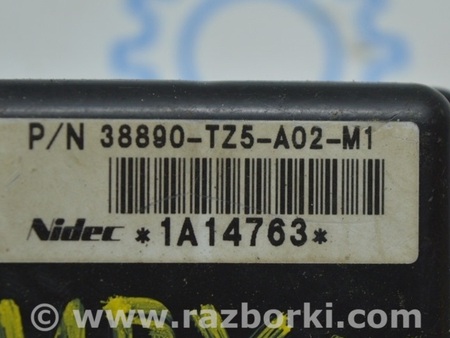 P/N 38890-TZ5-A02-M1
Nidec *1A14763*
© www.razborki.com